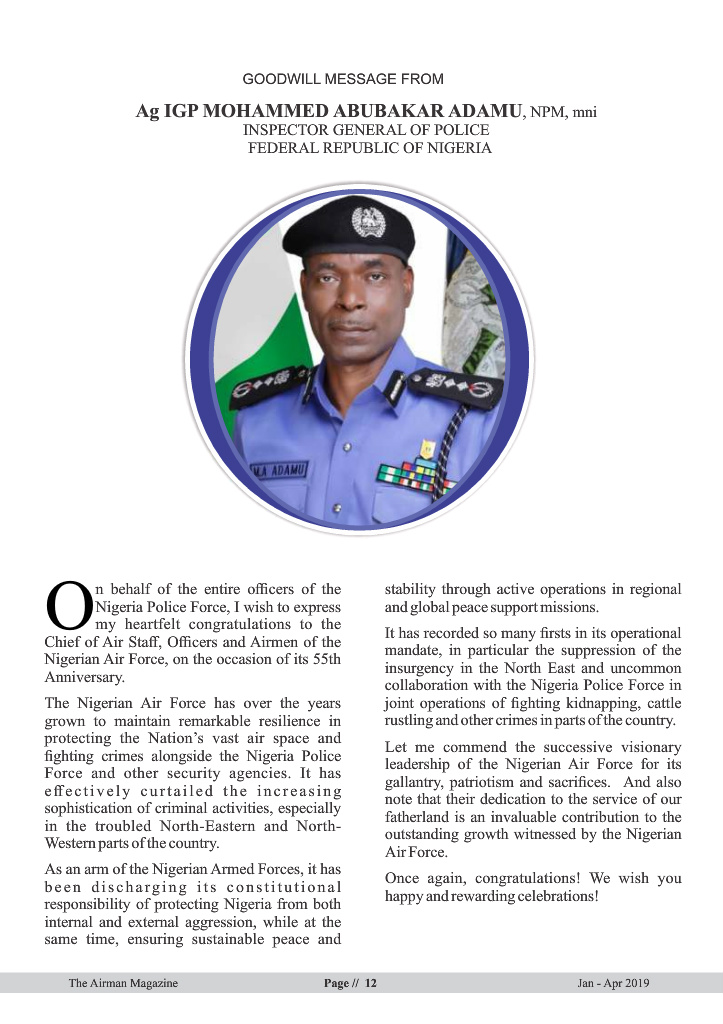 GOODWILL MESSAGE FROM
Ag IGP MOHAMMED ABUBAKAR ADAMU, NPM, mni
INSPECTOR GENERAL OF POLICE
FEDERAL REPUBLIC OF NIGERIA
M.A ADAMU
On behalf of the entire officers of the
Nigeria Police Force, I wish to express
my heartfelt congratulations to the
Chief of Air Staff, Officers and Airmen of the
Nigerian Air Force, on the occasion of its 55th
Anniversary.
The Nigerian Air Force has over the years
grown to maintain remarkable resilience in
protecting the Nation's vast air space and
fighting crimes alongside the Nigeria Police
Force and other security agencies. It has
effectively curtailed the increasing
sophistication of criminal activities, especially
in the troubled North-Eastern and North-
Western parts of the country.
As an arm of the Nigerian Armed Forces, it has
been discharging its constitutional
responsibility of protecting Nigeria from both
internal and external aggression, while at the
same time, ensuring sustainable peace and
stability through active operations in regional
and global peace support missions.
It has recorded so many firsts in its operational
mandate, in particular the suppression of the
insurgency in the North East and uncommon
collaboration with the Nigeria Police Force in
joint operations of fighting kidnapping, cattle
rustling and other crimes in parts of the country.
Let me commend the successive visionary
leadership of the Nigerian Air Force for its
gallantry, patriotism and sacrifices. And also
note that their dedication to the service of our
fatherland is an invaluable contribution to the
outstanding growth witnessed by the Nigerian
Air Force.
Once again, congratulations! We wish you
happy and rewarding celebrations!
The Airman Magazine
Page // 12
Jan - Apr 2019